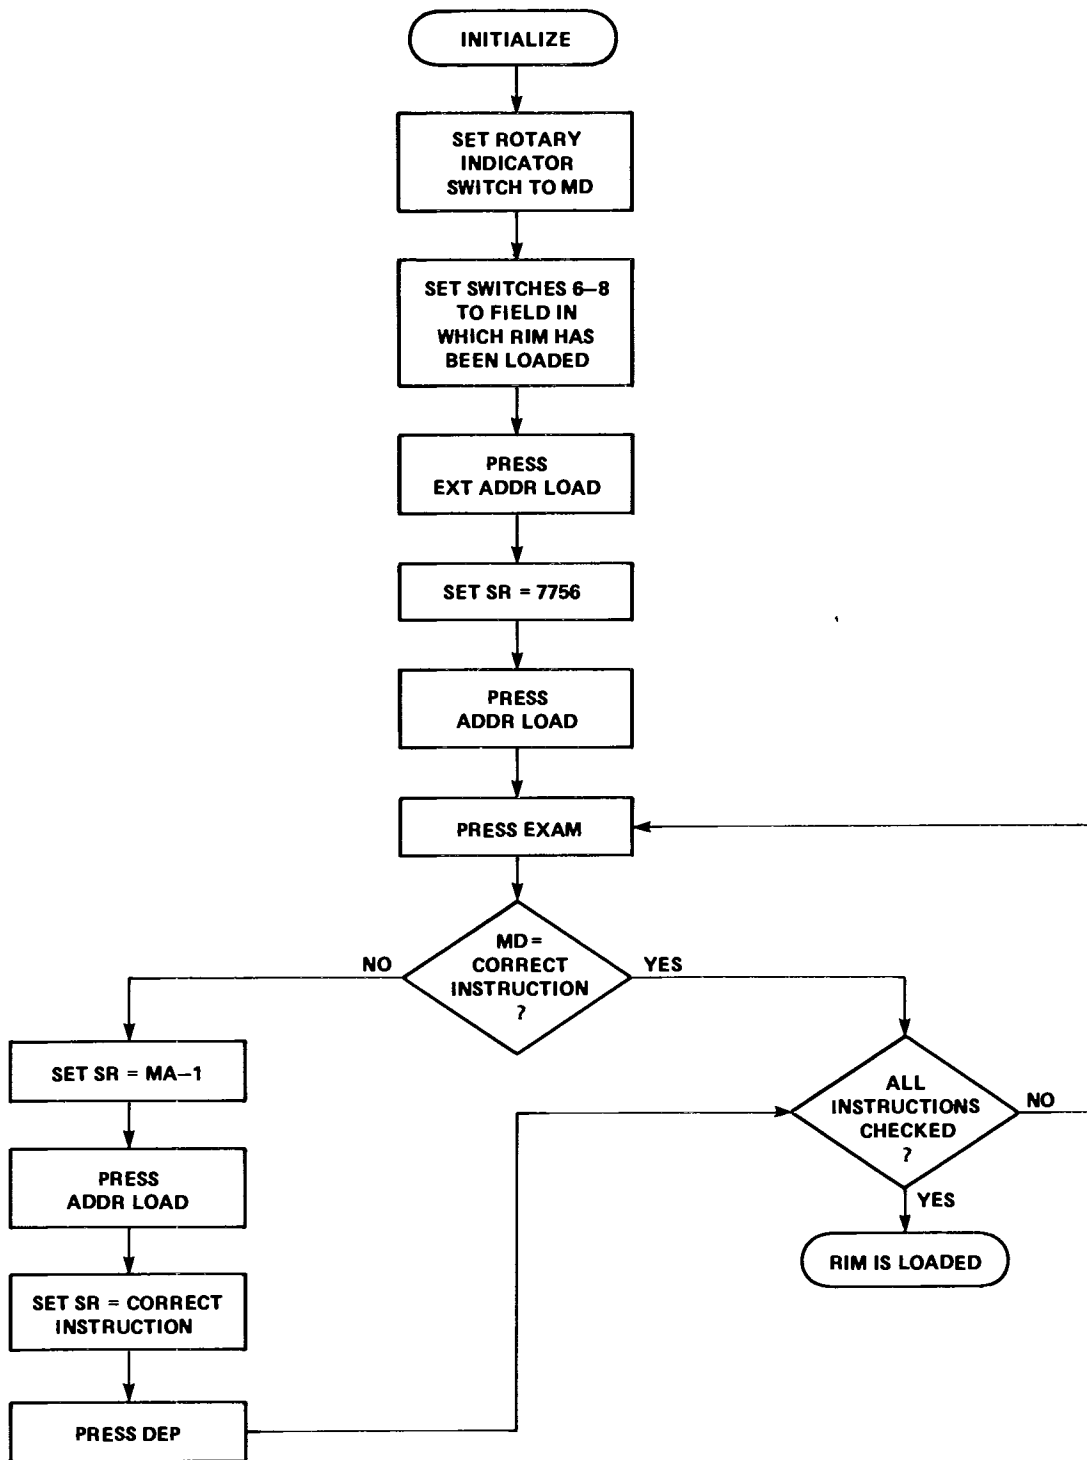 INITIALIZE
SET ROTARY
INDICATOR
SWITCH TO MD
SET SWITCHES 6–8
TO FIELD IN
WHICH RIM HAS
BEEN LOADED
PRESS
EXT ADDR LOAD
SET SR = 7756
PRESS
ADDR LOAD
PRESS EXAM
MD =
CORRECT
INSTRUCTION
?
NO
YES
SET SR = MA–1
PRESS
ADDR LOAD
SET SR = CORRECT
INSTRUCTION
PRESS DEP
ALL
INSTRUCTIONS
CHECKED
?
NO
YES
RIM IS LOADED